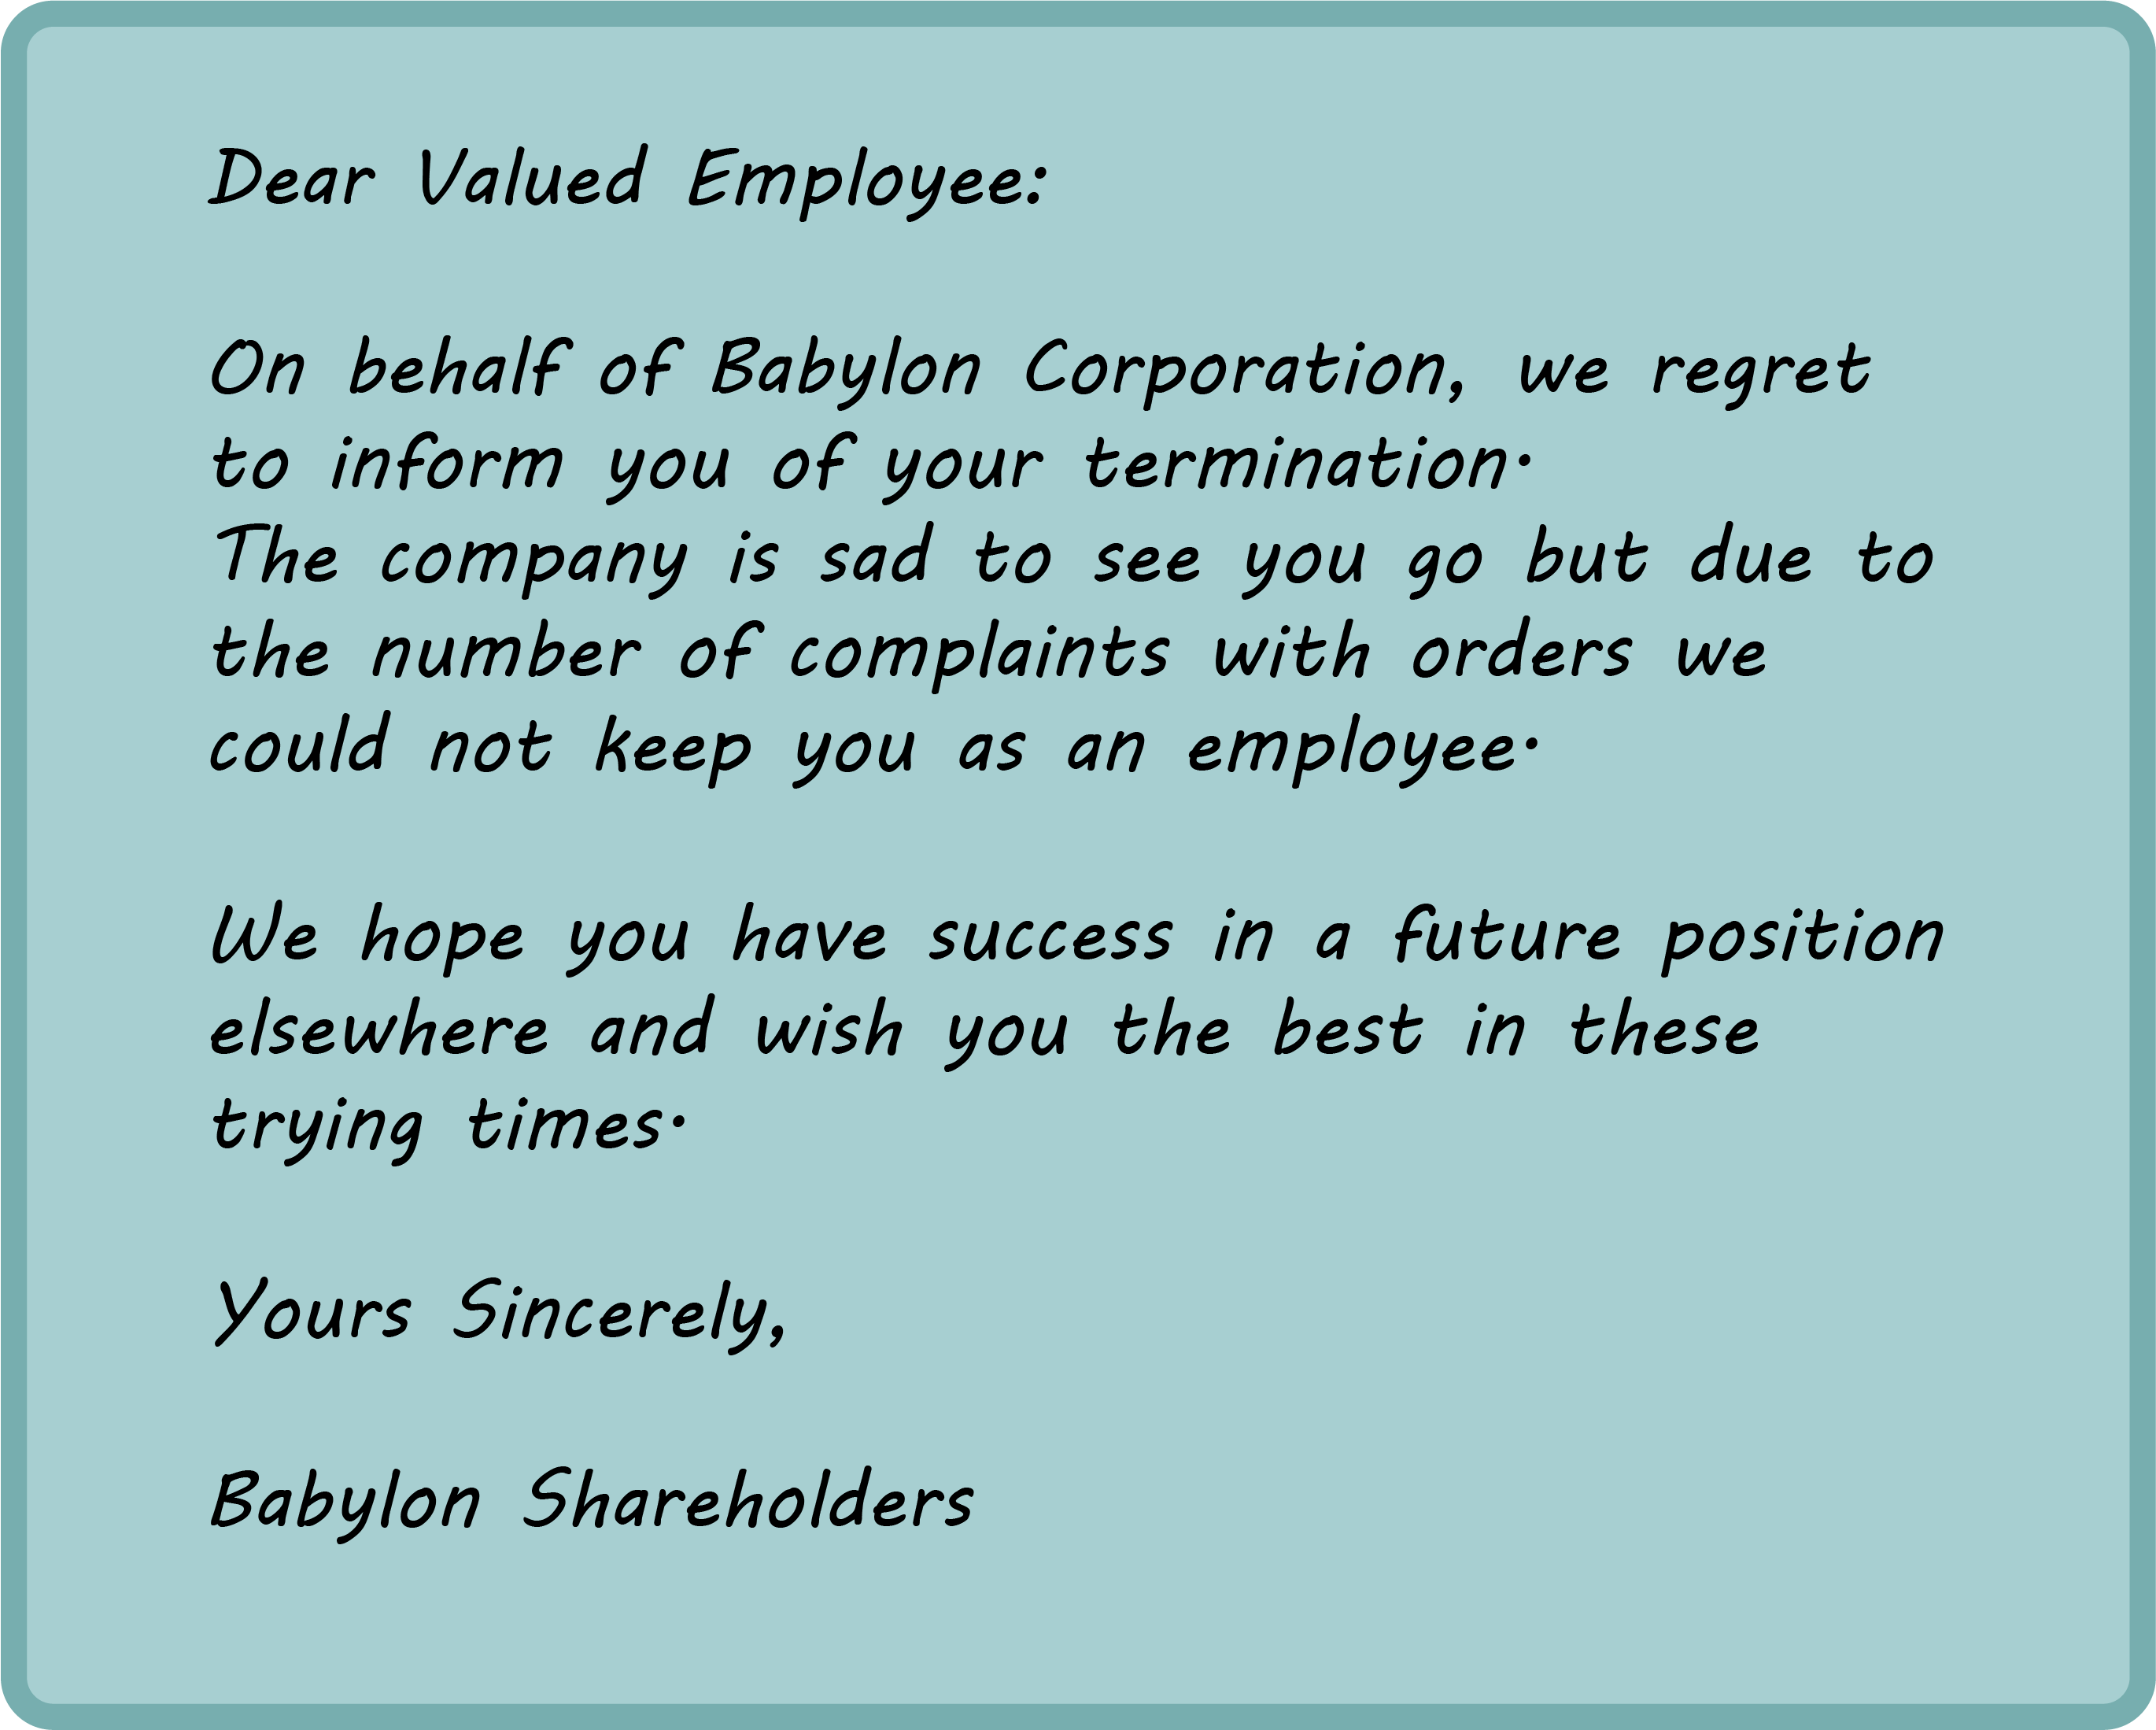 Dear Valued Employee:
On behalf of Babylon Corporation, we regret
to inform you of your termination.
The company is sad to see you go but due to
the number of complaints with orders we
could not keep you as an employee.
We hope you have success in a future position
elsewhere and wish you the best in these
trying times.
Yours Sincerely,
Babylon Shareholders